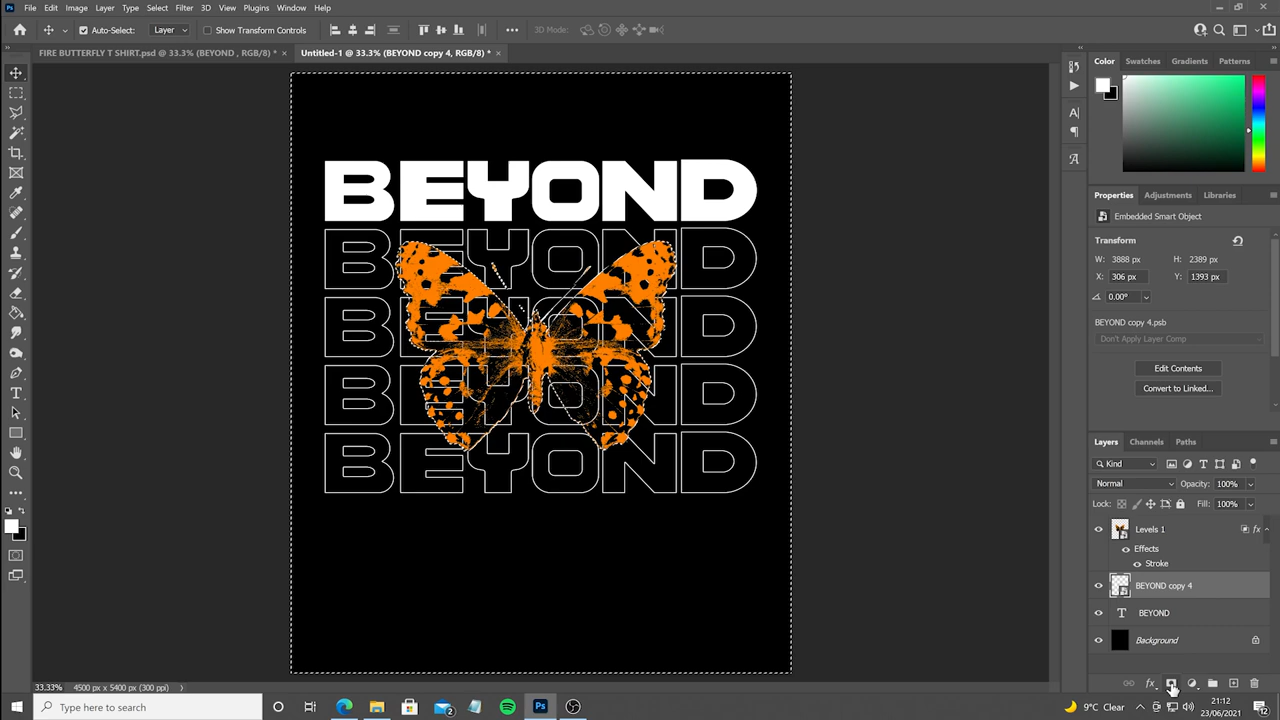 Ps File Edit Image Layer Type Select Filter 3D View Plugins Window Help
Auto-Select: Layer Show Transform Controls 3D Mode:
FIRE BUTTERFLY T SHIRT.psd @ 33.3% (BEYOND , RGB/8) * × Untitled-1 @ 33.3% (BEYOND copy 4, RGB/8) * ×
Color Swatches Gradients Patterns
BEYOND
BEYOND
BEYOND
BEYOND
BEYOND
Properties Adjustments Libraries
Embedded Smart Object
Transform
W: 3888 px H: 2389 px
X: 306 px Y: 1393 px
0.00°
BEYOND copy 4.psb
Don't Apply Layer Comp
Edit Contents
Convert to Linked...
Layers Channels Paths
Kind
Normal Opacity: 100%
Lock: Fill: 100%
Levels 1 fx
Effects
Stroke
BEYOND copy 4
T BEYOND
Background
fx
33.33% 4500 px x 5400 px (300 ppi)
Type here to search
Ps
9°C Clear
21:12
23/06/2021